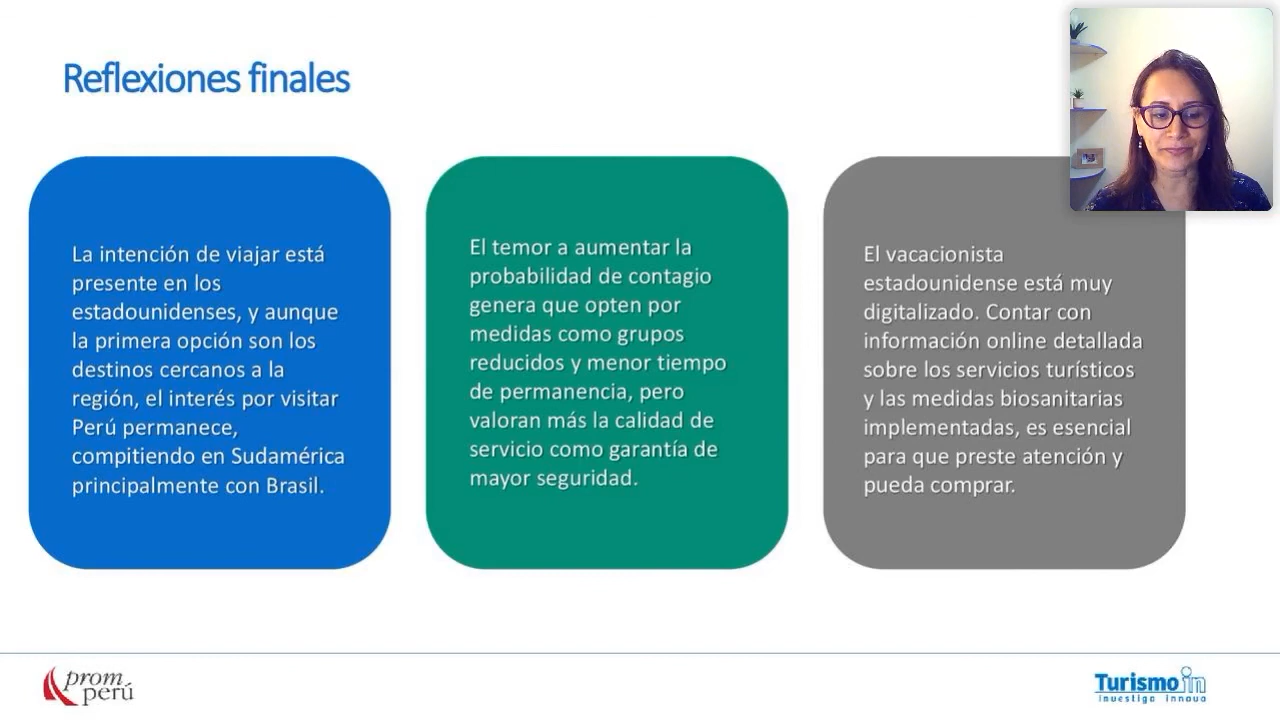 Reflexiones finales
La intención de viajar está
presente en los
estadounidenses, y aunque
la primera opción son los
destinos cercanos a la
región, el interés por visitar
Perú permanece,
compitiendo en Sudamérica
principalmente con Brasil.
El temor a aumentar la
probabilidad de contagio
genera que opten por
medidas como grupos
reducidos y menor tiempo
de permanencia, pero
valoran más la calidad de
servicio como garantía de
mayor seguridad.
El vacacionista
estadounidense está muy
digitalizado. Contar con
información online detallada
sobre los servicios turísticos
y las medidas biosanitarias
implementadas, es esencial
para que preste atención y
pueda comprar.
prom
perú
Turismo in
Investiga Innova